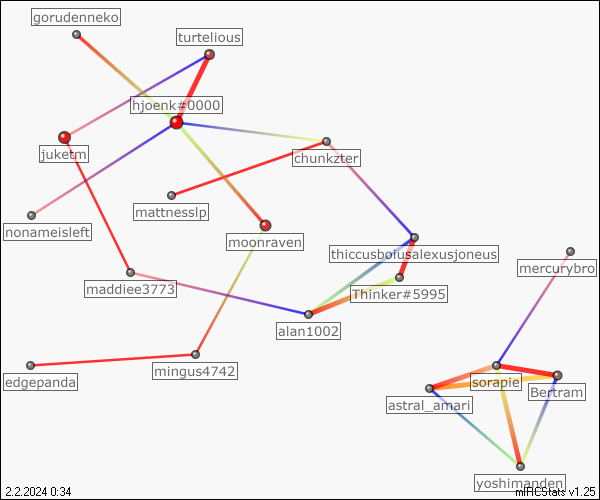 gorudenneko
turtelious
hjoenk#0000
juketm
chunkzter
mattnesslp
nonameisleft
moonraven
thiccusboiusalexusjoneus
mercurybro
maddiee3773
Thinker#5995
alan1002
mingus4742
edgepanda
sorapie
Bertram
astral_amari
yoshimanden
2.2.2024 0:34
mIRCStats v1.25